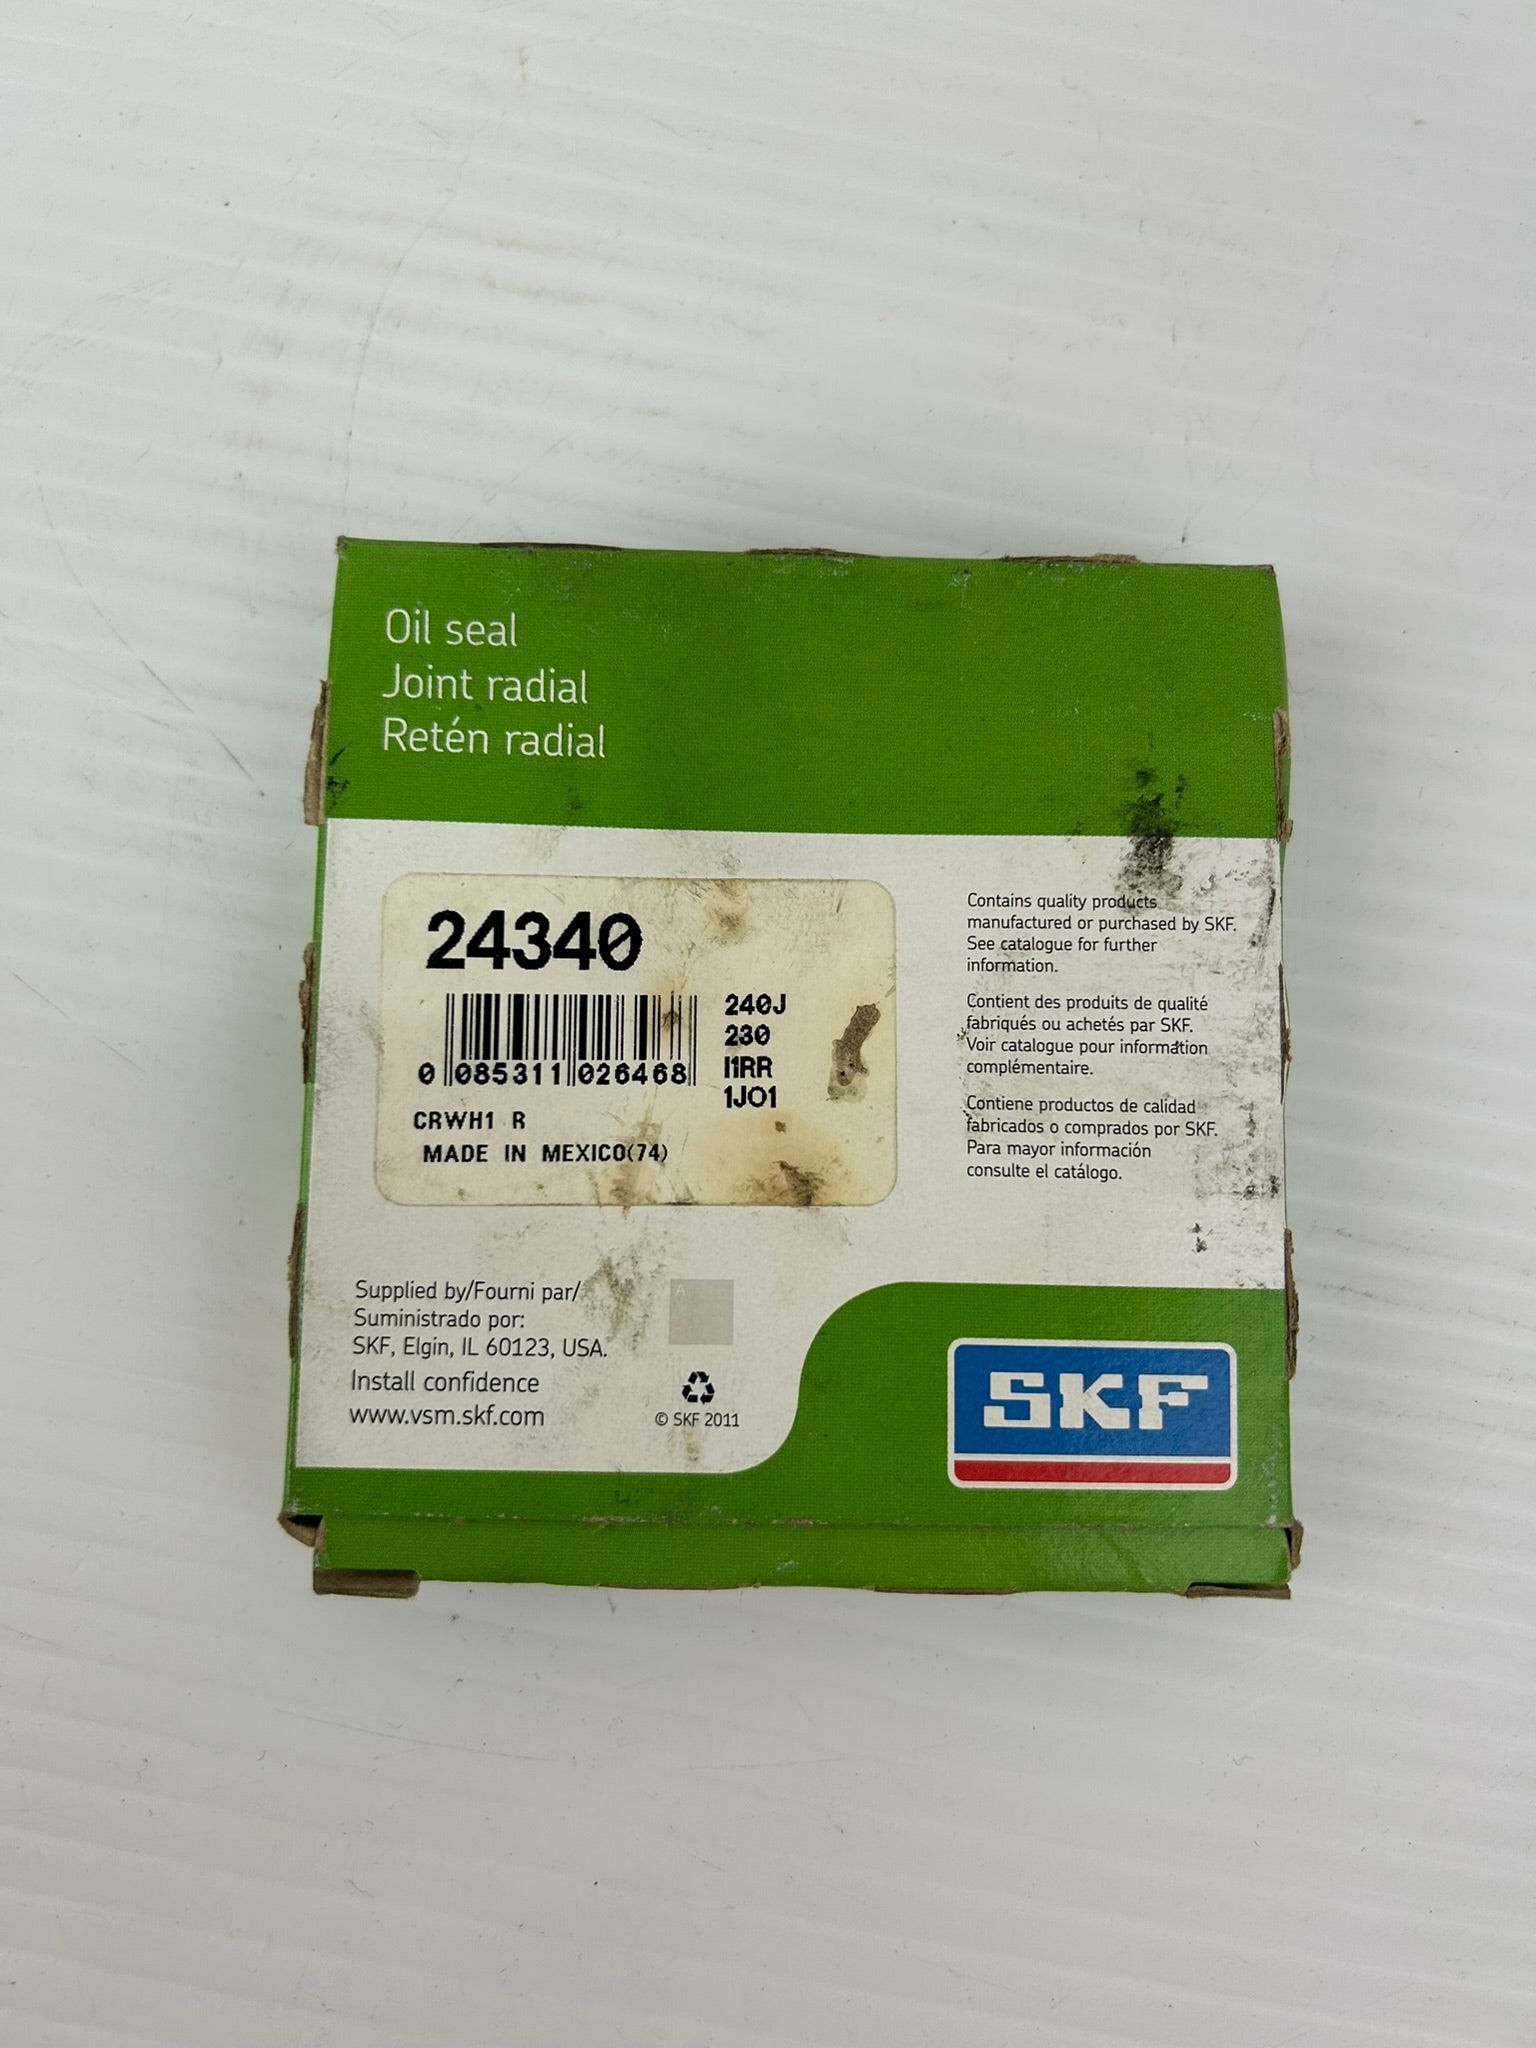 Oil seal
Joint radial
Retén radial
24340
0 085311 026468
240J
230
I1RR
1JO1
CRWH1 R
MADE IN MEXICO(74)
Contains quality products
manufactured or purchased by SKF.
See catalogue for further
information.
Contient des produits de qualité
fabriqués ou achetés par SKF.
Voir catalogue pour information
complémentaire.
Contiene productos de calidad
fabricados o comprados por SKF.
Para mayor información
consulte el catálogo.
Supplied by/Fourni par/
Suministrado por:
SKF, Elgin, IL 60123, USA.
Install confidence
www.vsm.skf.com
A
© SKF 2011
SKF